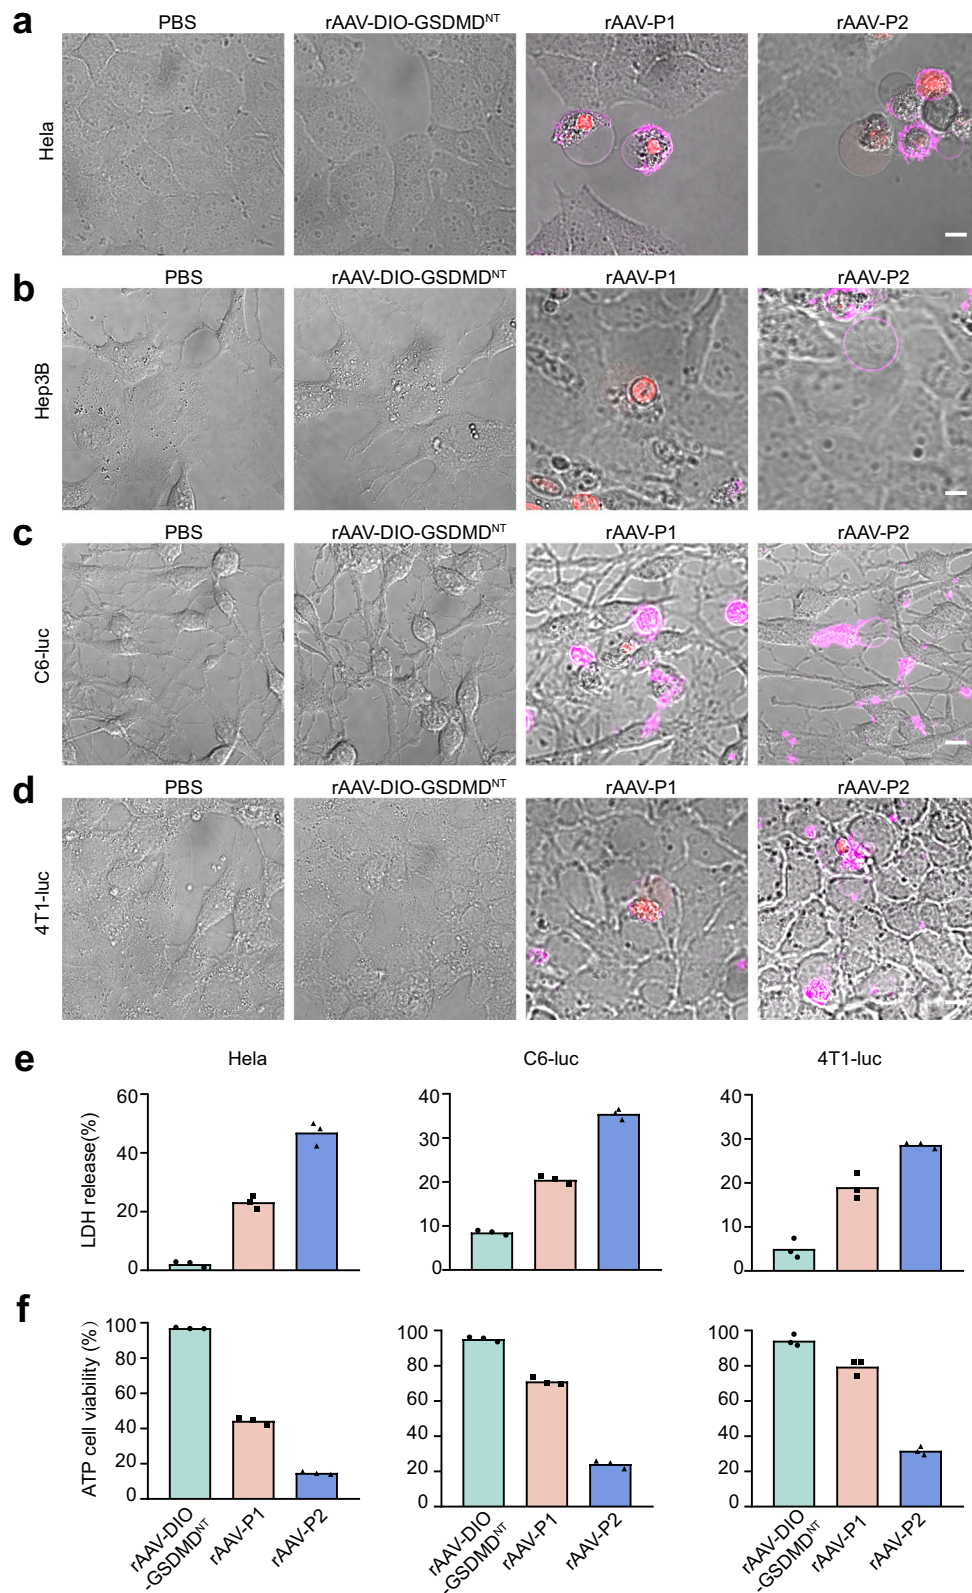 a
PBS rAAV-DIO-GSDMD^NT rAAV-P1 rAAV-P2
Hela
b
PBS rAAV-DIO-GSDMD^NT rAAV-P1 rAAV-P2
Hep3B
c
PBS rAAV-DIO-GSDMD^NT rAAV-P1 rAAV-P2
C6-luc
d
PBS rAAV-DIO-GSDMD^NT rAAV-P1 rAAV-P2
4T1-luc
e
Hela C6-luc 4T1-luc
LDH release(%)
60
40
20
0
40
30
20
10
0
40
30
20
10
0
f
ATP cell viability (%)
100
80
60
40
20
0
100
80
60
40
20
0
100
80
60
40
20
0
rAAV-DIO
-GSDMD^NT
rAAV-P1
rAAV-P2
rAAV-DIO
-GSDMD^NT
rAAV-P1
rAAV-P2
rAAV-DIO
-GSDMD^NT
rAAV-P1
rAAV-P2